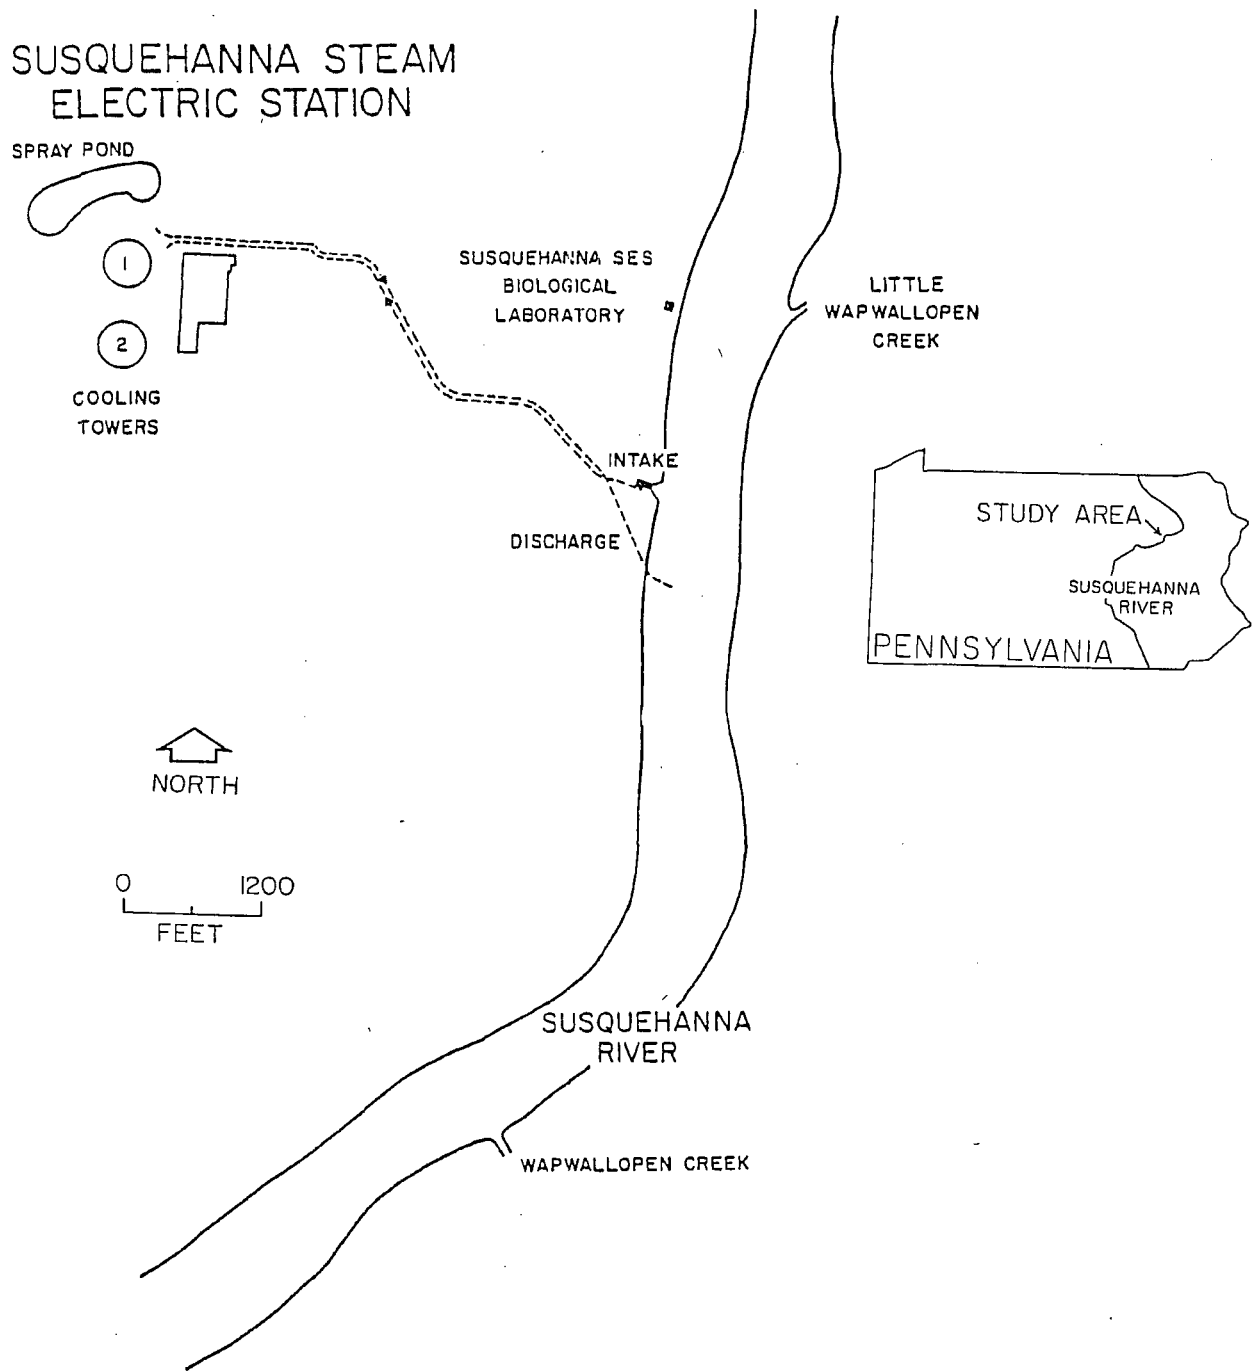 SUSQUEHANNA STEAM
ELECTRIC STATION
SPRAY POND
1
2
COOLING
TOWERS
SUSQUEHANNA SES
BIOLOGICAL
LABORATORY
LITTLE
WAPWALLOPEN
CREEK
INTAKE
DISCHARGE
STUDY AREA
SUSQUEHANNA
RIVER
PENNSYLVANIA
NORTH
0 1200
FEET
SUSQUEHANNA
RIVER
WAPWALLOPEN CREEK